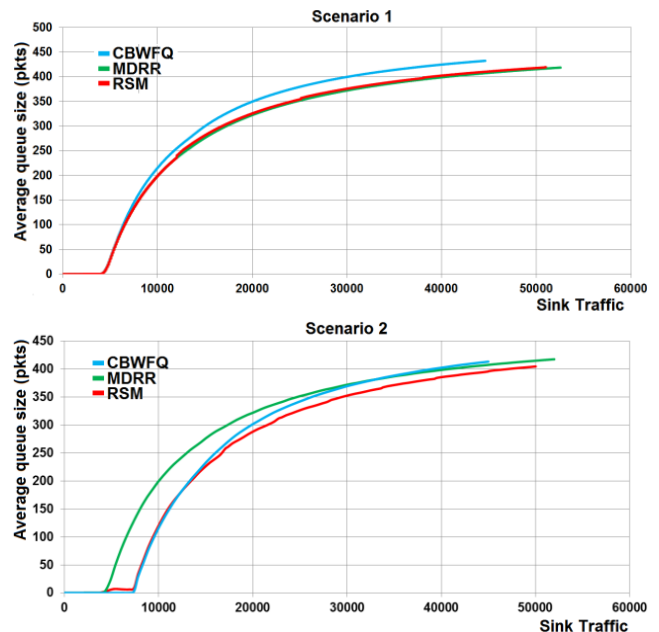 Scenario 1
Average queue size (pkts)
500
450
400
350
300
250
200
150
100
50
0
CBWFQ
MDRR
RSM
0 10000 20000 30000 40000 50000 60000
Sink Traffic
Scenario 2
Average queue size (pkts)
450
400
350
300
250
200
150
100
50
0
CBWFQ
MDRR
RSM
0 10000 20000 30000 40000 50000 60000
Sink Traffic